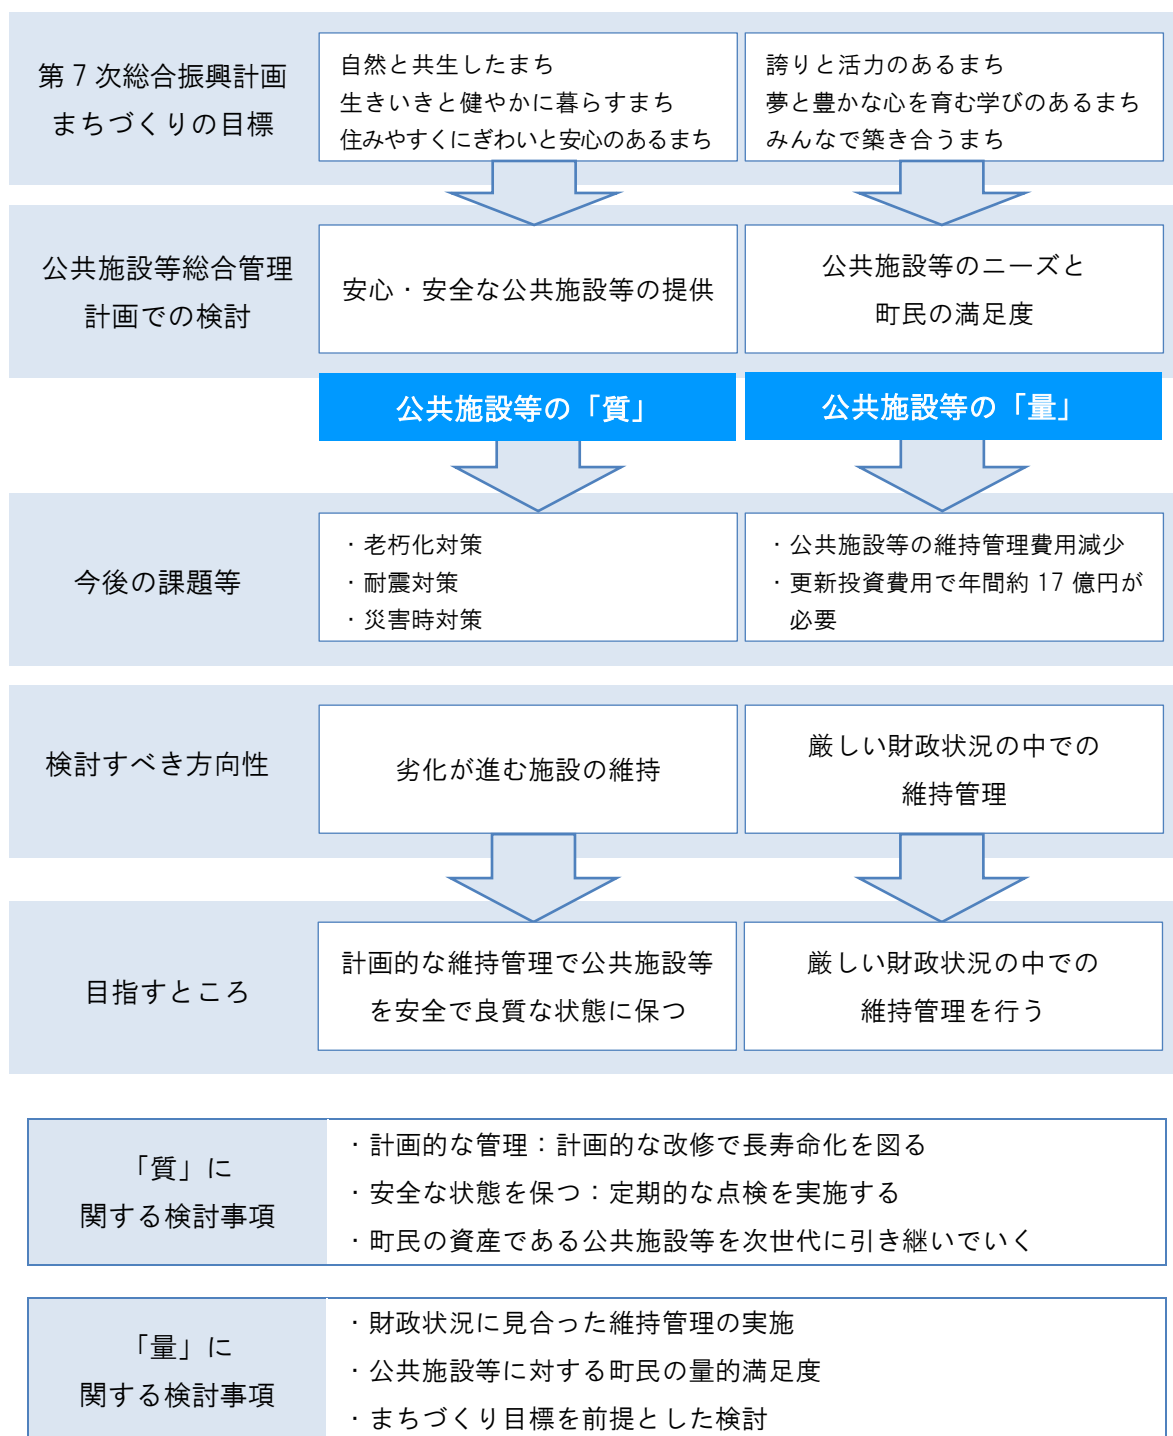 第7次総合振興計画
まちづくりの目標
自然と共生したまち
生きいきと健やかに暮らすまち
住みやすくにぎわいと安心のあるまち
誇りと活力のあるまち
夢と豊かな心を育む学びのあるまち
みんなで築き合うまち
公共施設等総合管理
計画での検討
安心・安全な公共施設等の提供
公共施設等のニーズと
町民の満足度
公共施設等の「質」
公共施設等の「量」
今後の課題等
・老朽化対策
・耐震対策
・災害時対策
・公共施設等の維持管理費用減少
・更新投資費用で年間約17億円が
必要
検討すべき方向性
劣化が進む施設の維持
厳しい財政状況の中での
維持管理
目指すところ
計画的な維持管理で公共施設等
を安全で良質な状態に保つ
厳しい財政状況の中での
維持管理を行う
「質」に
関する検討事項
・計画的な管理：計画的な改修で長寿命化を図る
・安全な状態を保つ：定期的な点検を実施する
・町民の資産である公共施設等を次世代に引き継いでいく
「量」に
関する検討事項
・財政状況に見合った維持管理の実施
・公共施設等に対する町民の量的満足度
・まちづくり目標を前提とした検討